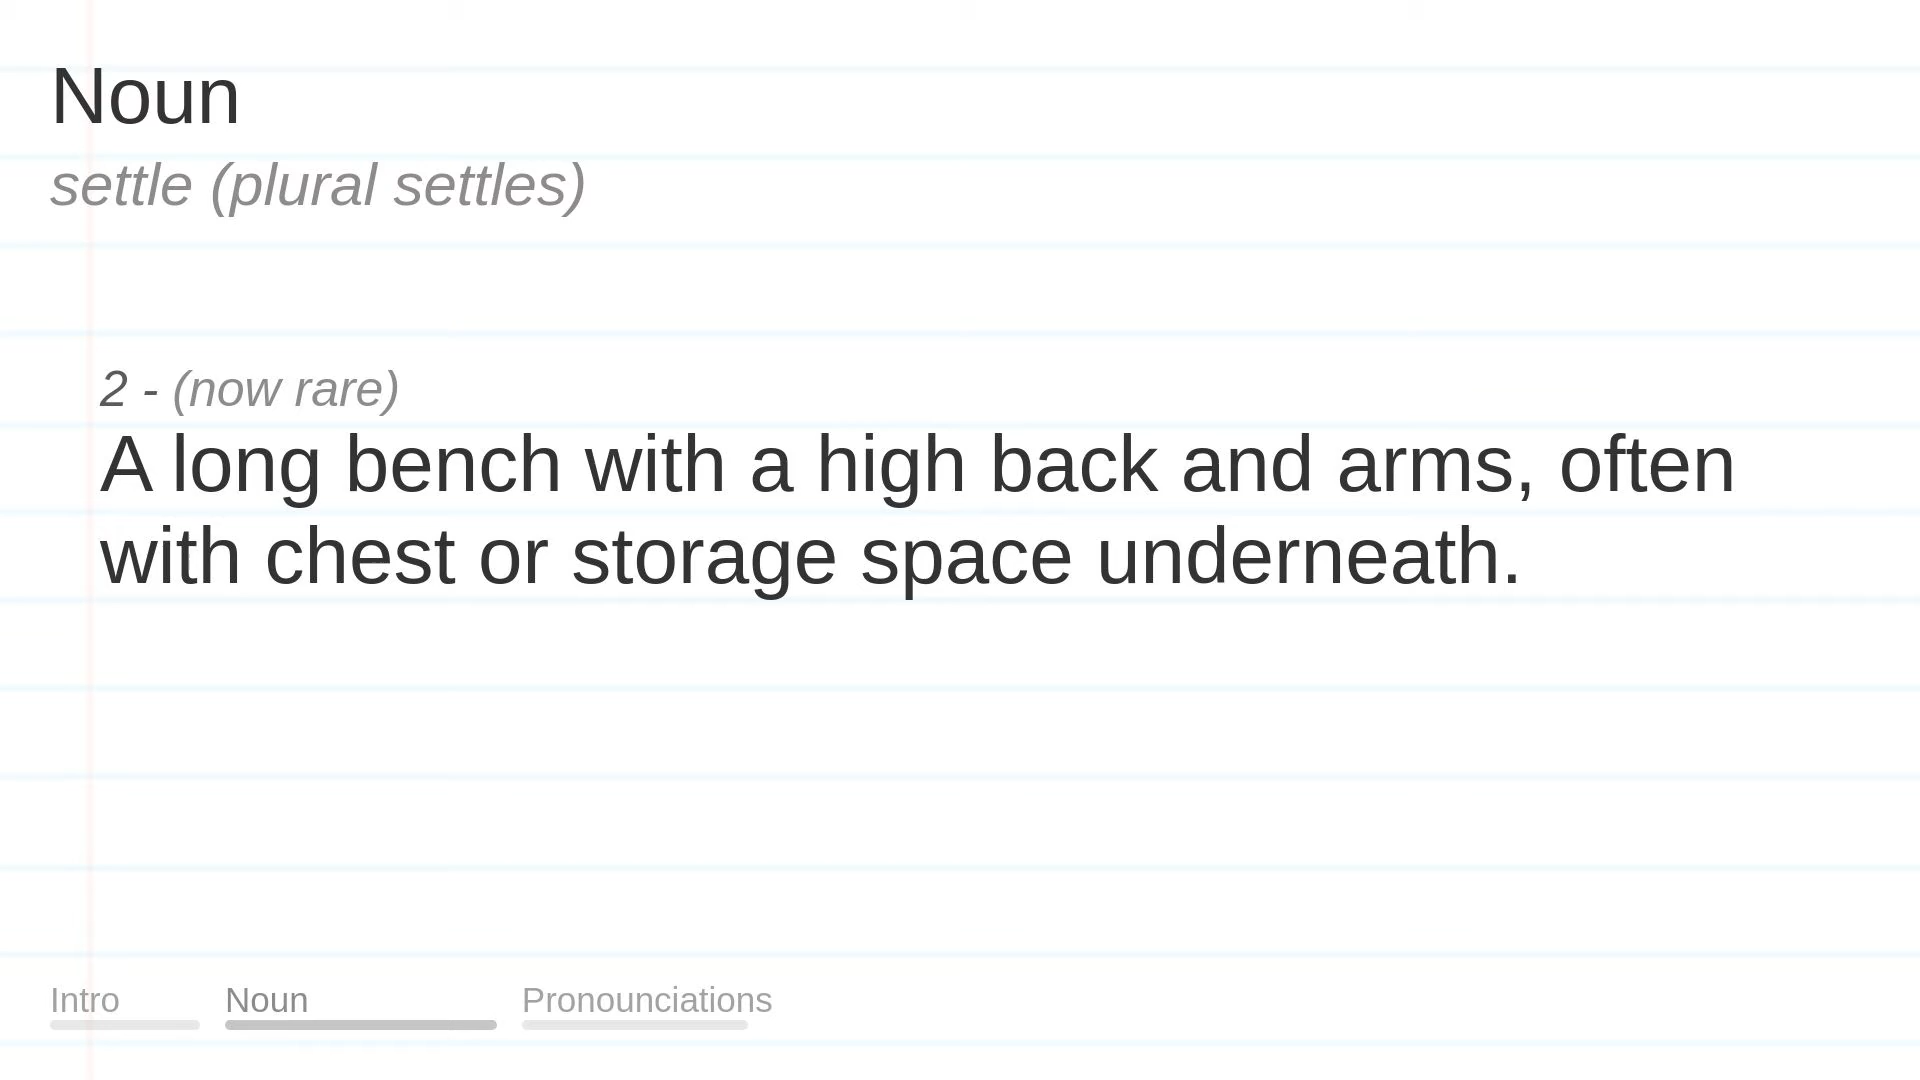 Noun
settle (plural settles)
2 - (now rare)
A long bench with a high back and arms, often
with chest or storage space underneath.
Intro Noun Pronounciations